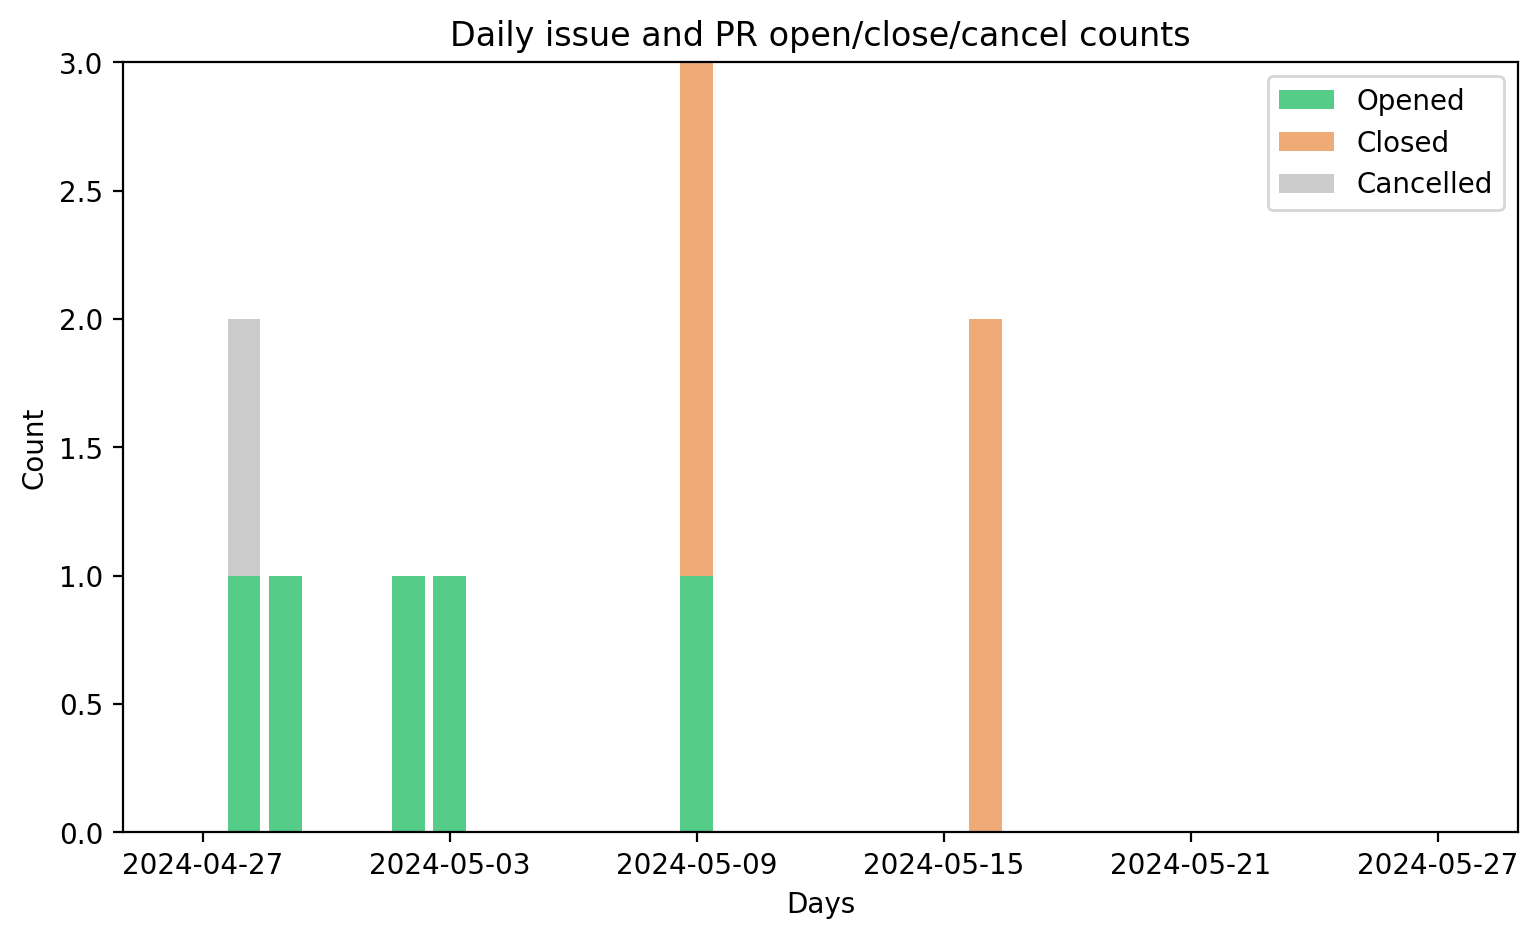 Daily issue and PR open/close/cancel counts
3.0
2.5
2.0
1.5
1.0
0.5
0.0
Count
Opened
Closed
Cancelled
2024-04-27
2024-05-03
2024-05-09
2024-05-15
2024-05-21
2024-05-27
Days